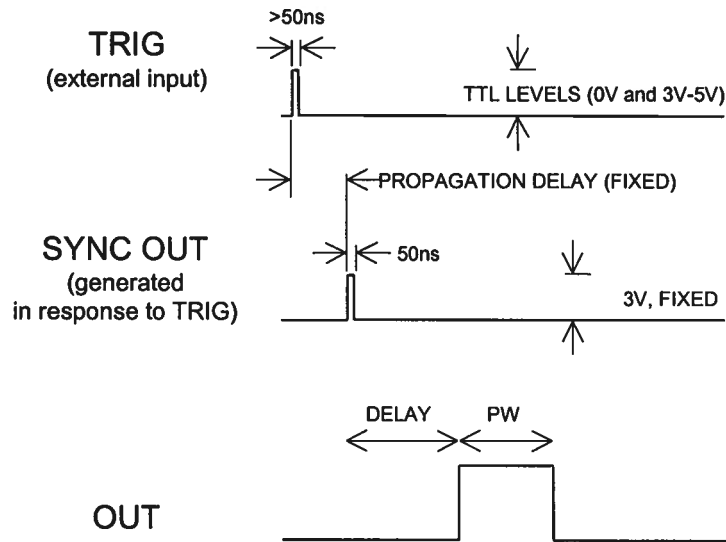 >50ns
TRIG
(external input)
TTL LEVELS (0V and 3V-5V)
PROPAGATION DELAY (FIXED)
SYNC OUT
(generated
in response to TRIG)
50ns
3V, FIXED
DELAY
PW
OUT